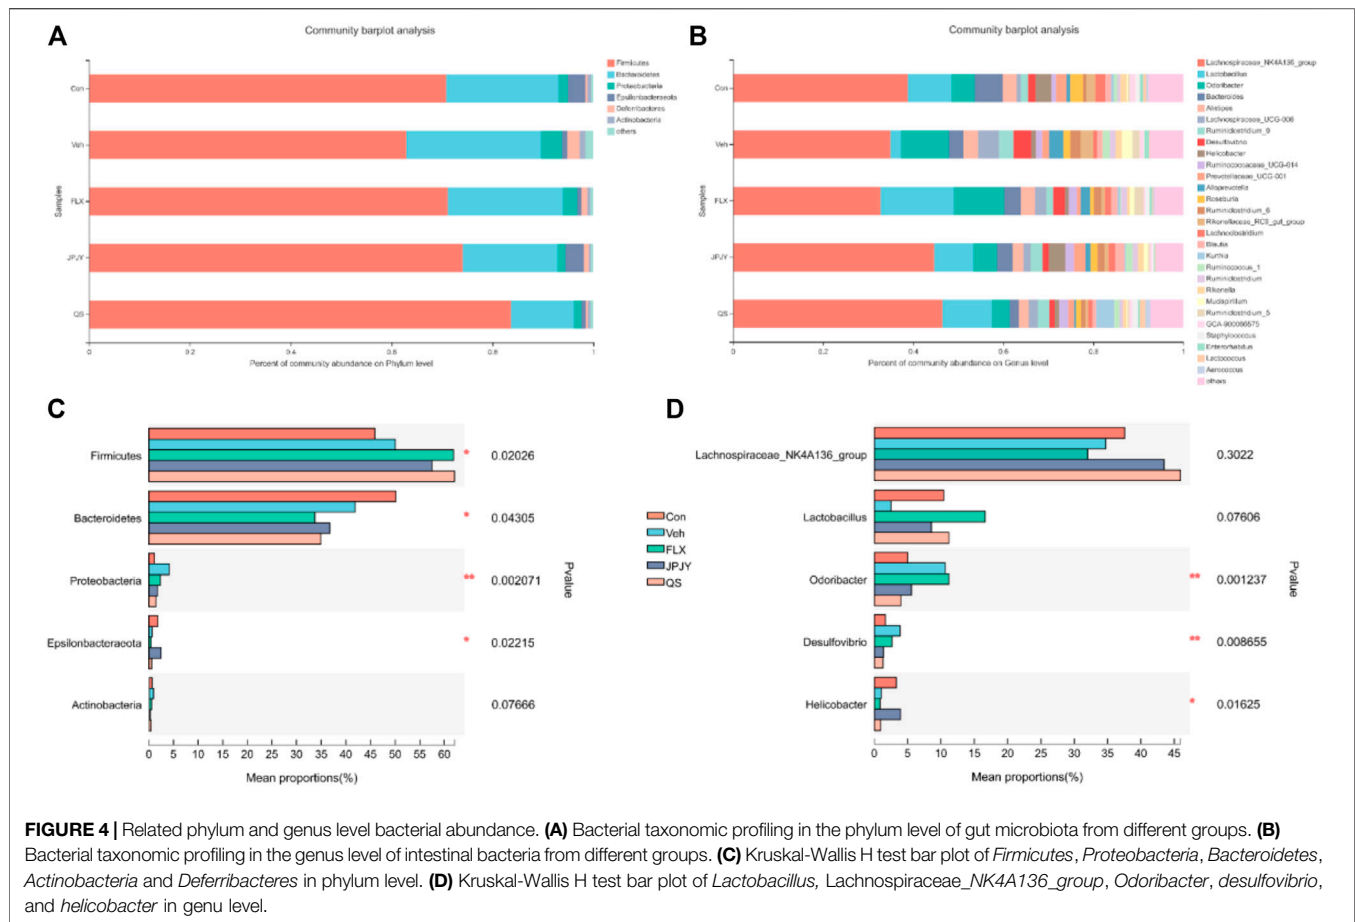 A
Community barplot analysis
Con
Veh
FLX
JPJY
QS
Samples
0
0.2
0.4
0.6
0.8
1
Percent of community abundance on Phylum level
Firmicutes
Bacteroidetes
Proteobacteria
Epsilonbacteraeota
Deferribacteres
Actinobacteria
others
B
Community barplot analysis
Con
Veh
FLX
JPJY
QS
Samples
0
0.2
0.4
0.6
0.8
1
Percent of community abundance on Genus level
Lachnospiraceae_NK4A136_group
Lactobacillus
Odoribacter
Bacteroides
Alistipes
Lachnospiraceae_UCG-006
Ruminiclostridium_9
Desulfovibrio
Helicobacter
Ruminococcaceae_UCG-014
Prevotellaceae_UCG-001
Alloprevotella
Roseburia
Ruminiclostridium_6
Rikenellaceae_RC9_gut_group
Lachnoclostridium
Blautia
Kurthia
Ruminococcus_1
Ruminiclostridium
Rikenella
Mucispirillum
Ruminiclostridium_5
GCA-900066575
Staphylococcus
Enterorhabdus
Lactococcus
Aerococcus
others
C
Firmicutes
* 0.02026
Bacteroidetes
* 0.04305
Proteobacteria
** 0.002071
Epsilonbacteraeota
* 0.02215
Actinobacteria
0.07666
Pvalue
0 5 10 15 20 25 30 35 40 45 50 55 60
Mean proportions(%)
Con
Veh
FLX
JPJY
QS
D
Lachnospiraceae_NK4A136_group
0.3022
Lactobacillus
0.07606
Odoribacter
** 0.001237
Desulfovibrio
** 0.008655
Helicobacter
* 0.01625
Pvalue
0 5 10 15 20 25 30 35 40 45
Mean proportions(%)
FIGURE 4 | Related phylum and genus level bacterial abundance. (A) Bacterial taxonomic profiling in the phylum level of gut microbiota from different groups. (B)
Bacterial taxonomic profiling in the genus level of intestinal bacteria from different groups. (C) Kruskal-Wallis H test bar plot of Firmicutes, Proteobacteria, Bacteroidetes,
Actinobacteria and Deferribacteres in phylum level. (D) Kruskal-Wallis H test bar plot of Lactobacillus, Lachnospiraceae_NK4A136_group, Odoribacter, desulfovibrio,
and helicobacter in genu level.